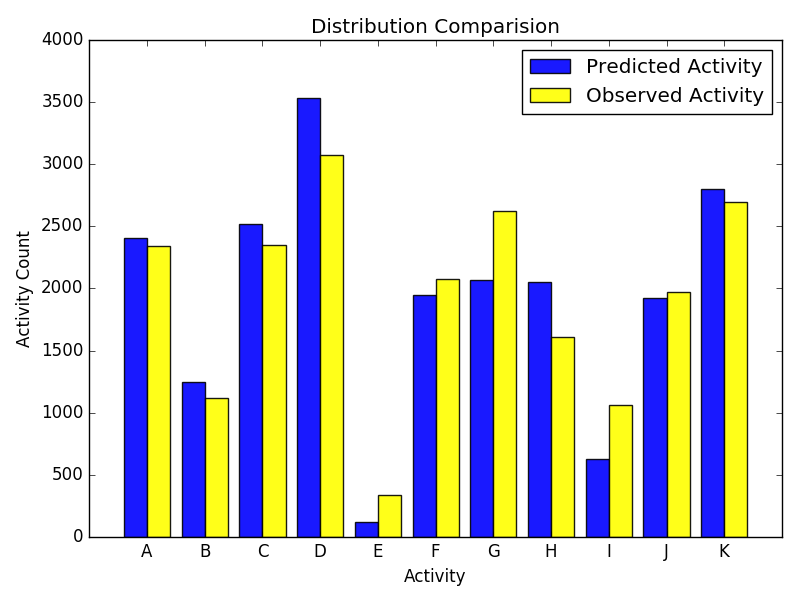 Distribution Comparision
4000
3500
3000
2500
2000
1500
1000
500
0
Activity Count
Predicted Activity
Observed Activity
A B C D E F G H I J K
Activity